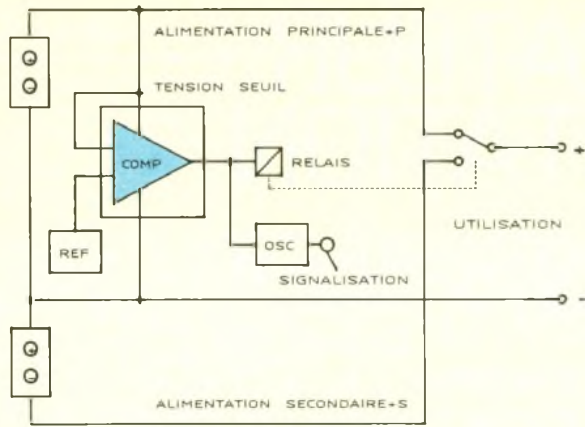 ALIMENTATION PRINCIPALE+P
TENSION SEUIL
COMP
RELAIS
+
REF
OSC
UTILISATION
SIGNALISATION
-
ALIMENTATION SECONDAIRE+S